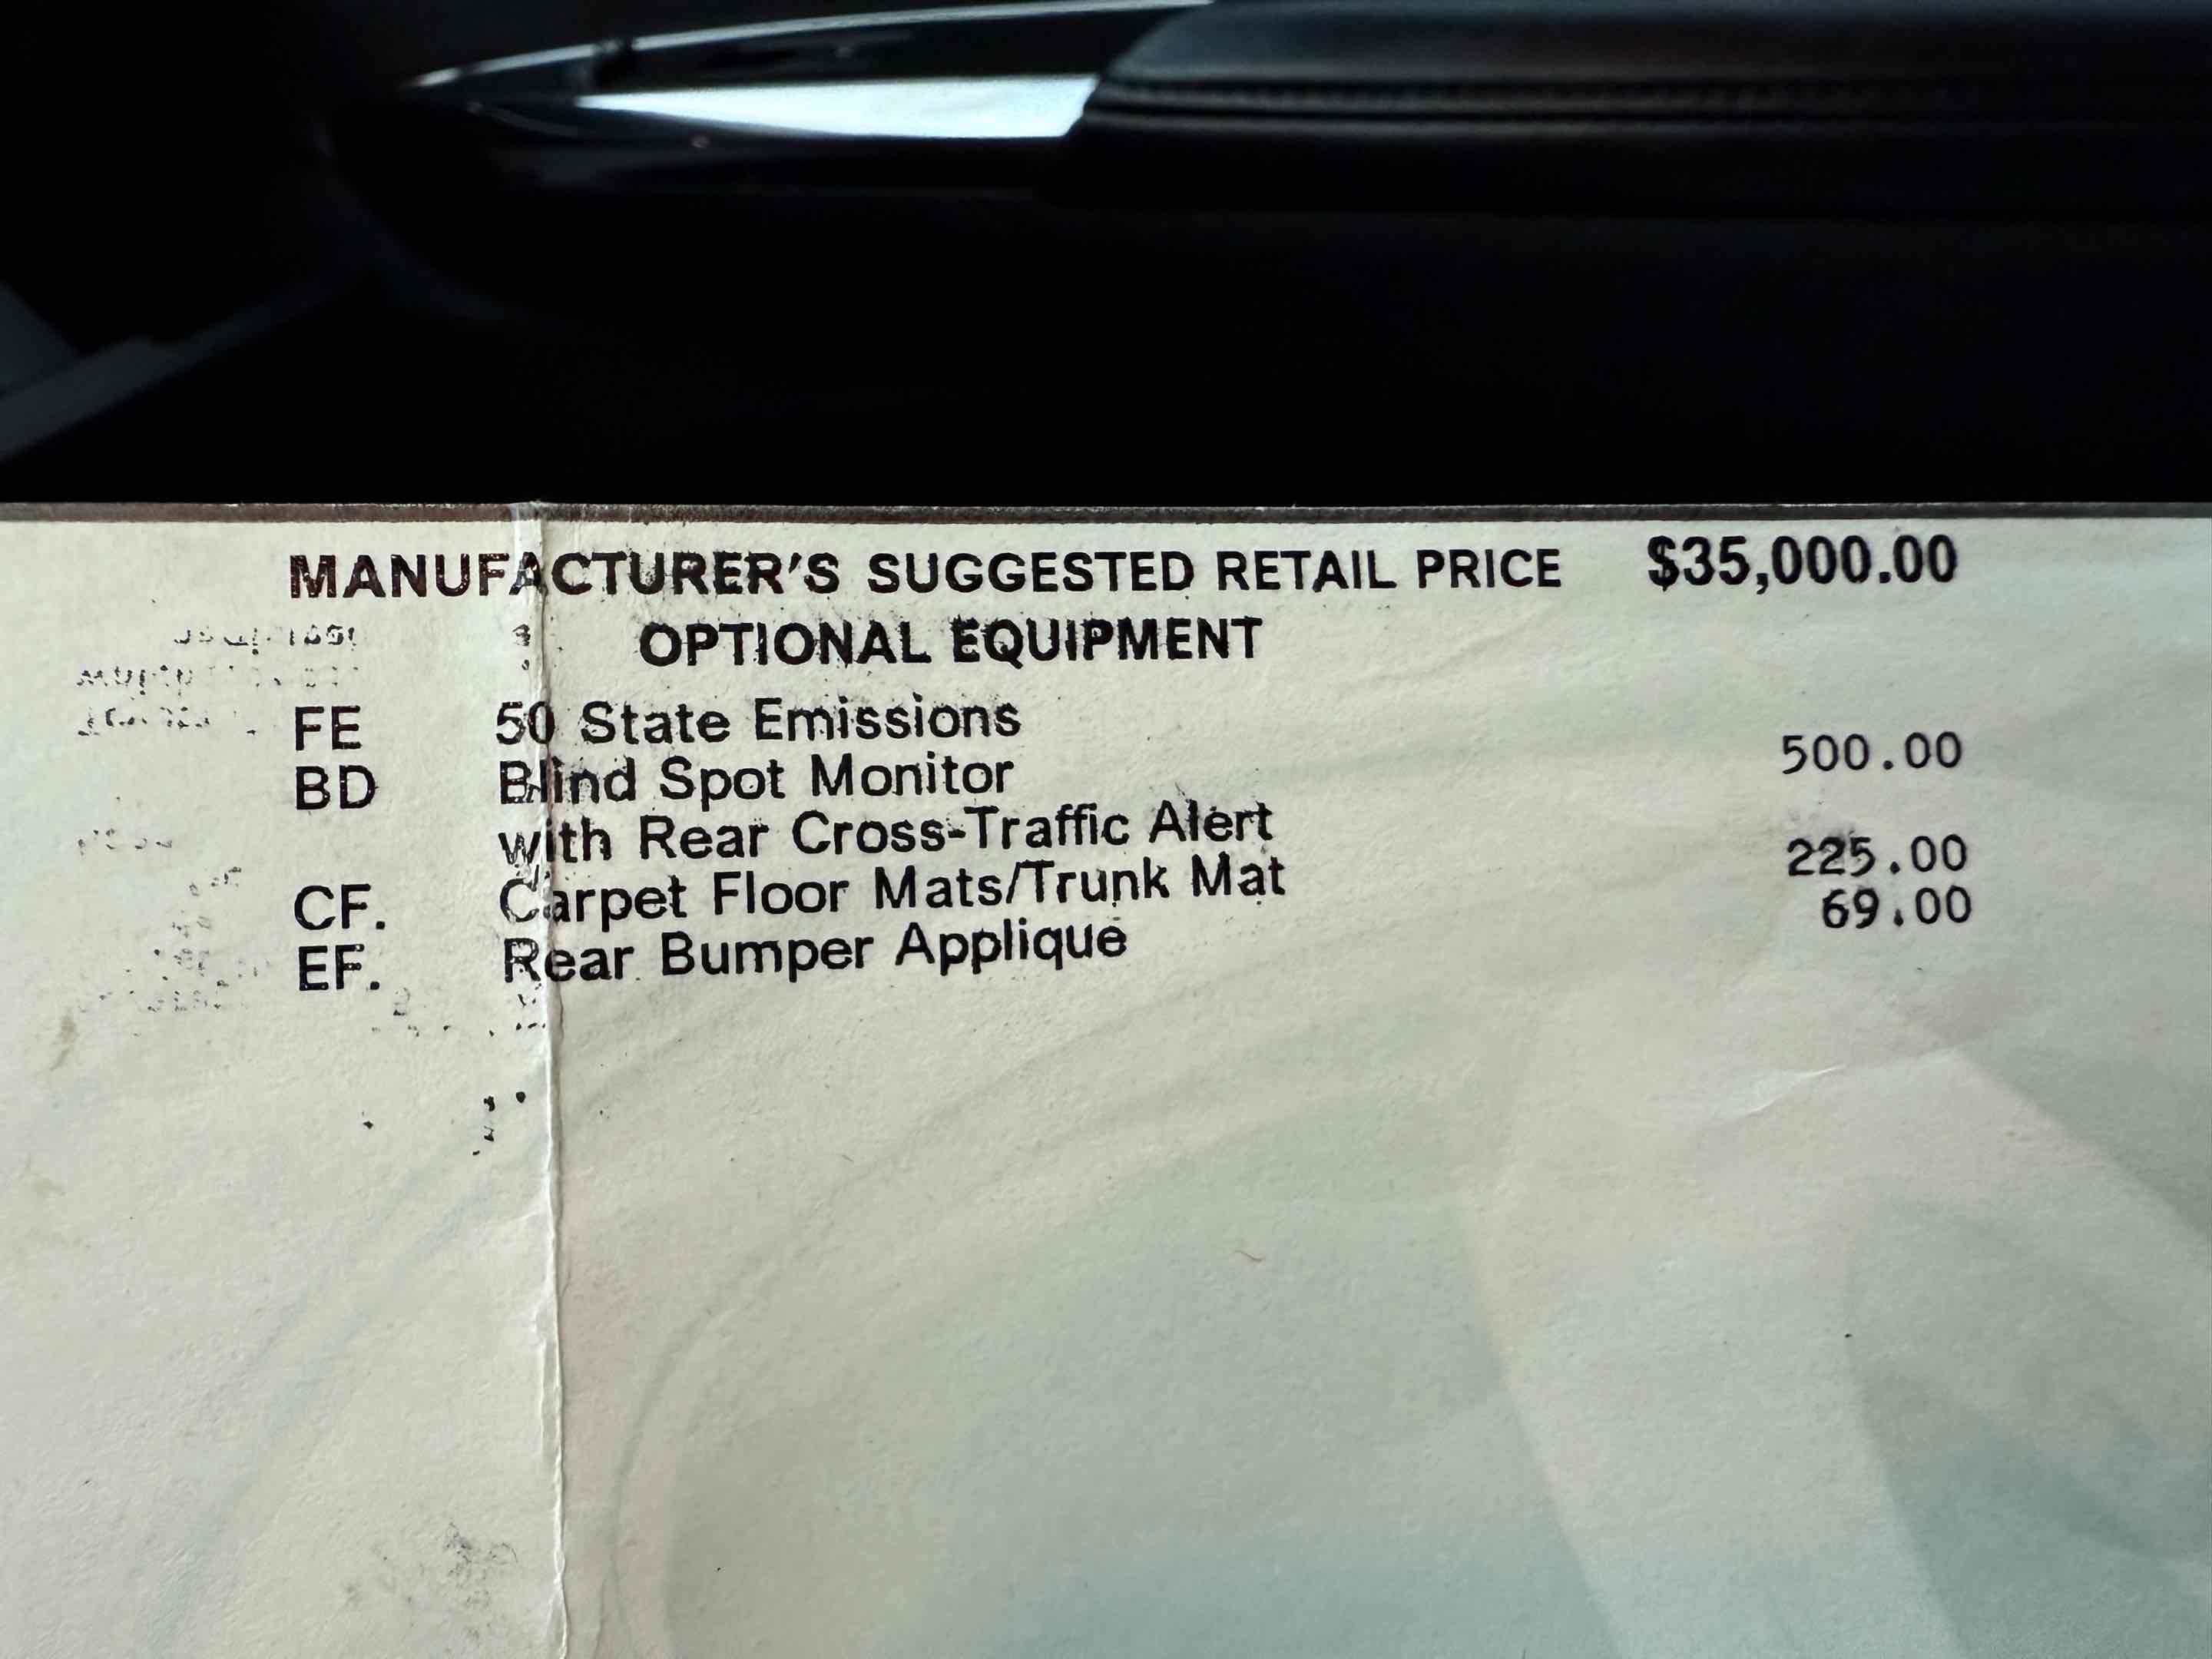 MANUFACTURER'S SUGGESTED RETAIL PRICE $35,000.00
OPTIONAL EQUIPMENT
FE 50 State Emissions
BD Blind Spot Monitor 500.00
with Rear Cross-Traffic Alert
CF. Carpet Floor Mats/Trunk Mat 225.00
EF. Rear Bumper Applique 69.00